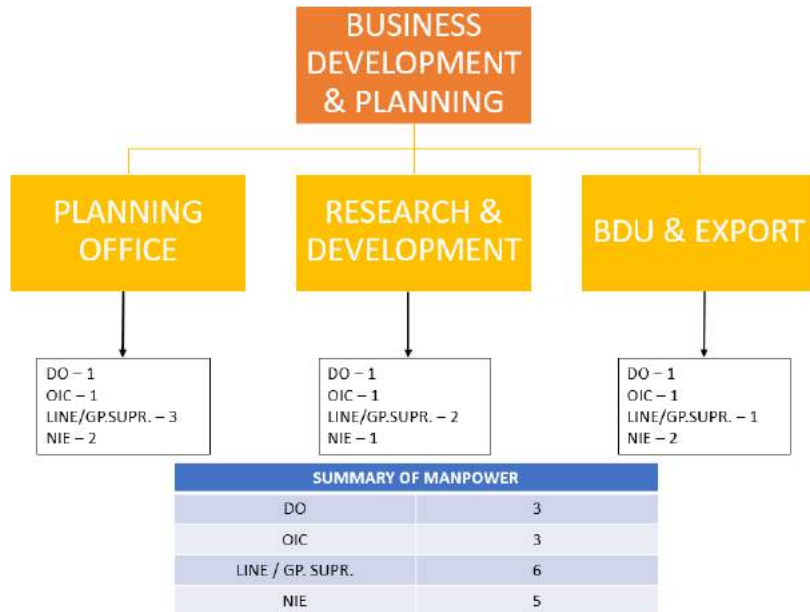 BUSINESS
DEVELOPMENT
& PLANNING
PLANNING
OFFICE
RESEARCH &
DEVELOPMENT
BDU & EXPORT
DO – 1
OIC – 1
LINE/GP.SUPR. – 3
NIE – 2
DO – 1
OIC – 1
LINE/GP.SUPR. – 2
NIE – 1
DO – 1
OIC – 1
LINE/GP.SUPR. – 1
NIE – 2
SUMMARY OF MANPOWER
DO 3
OIC 3
LINE / GP. SUPR. 6
NIE 5